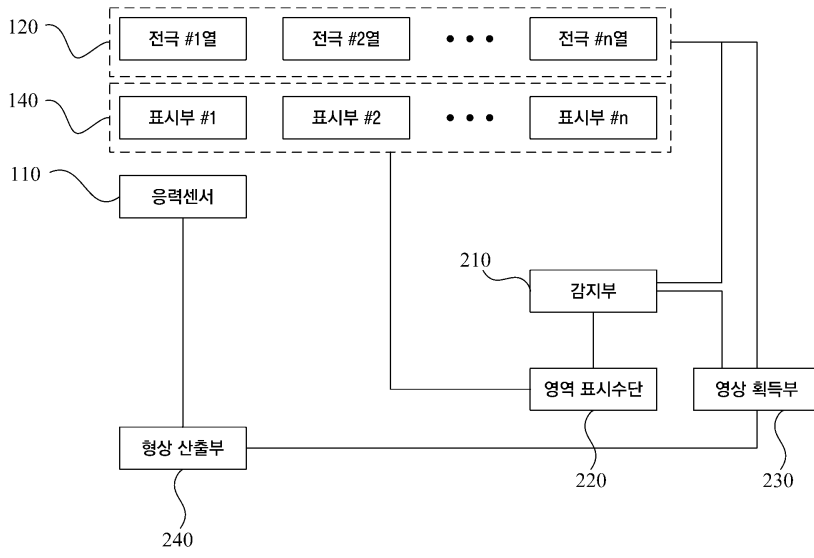 120
전극 #1열
전극 #2열
전극 #n열
140
표시부 #1
표시부 #2
표시부 #n
110
응력센서
210
감지부
영역 표시수단
영상 획득부
형상 산출부
220
230
240